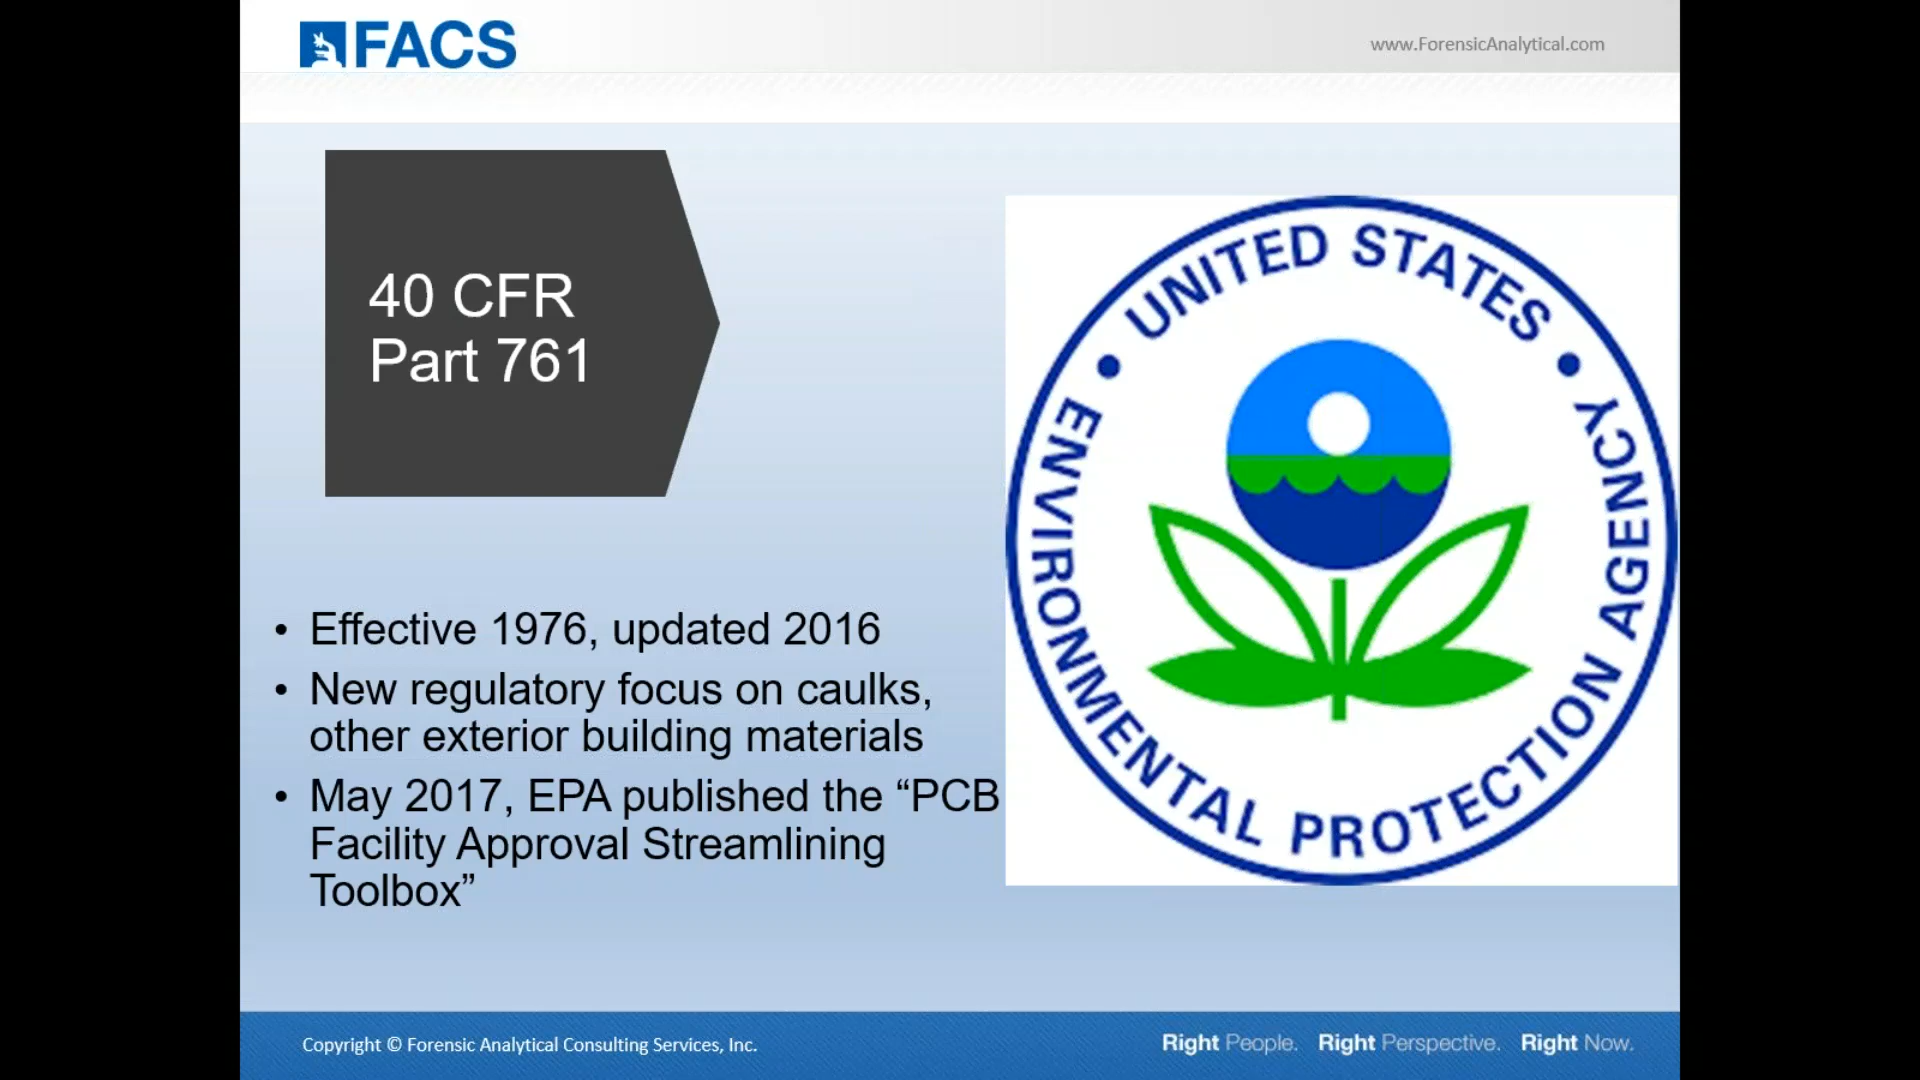 FACS
www.ForensicAnalytical.com
40 CFR
Part 761
• Effective 1976, updated 2016
• New regulatory focus on caulks,
other exterior building materials
• May 2017, EPA published the “PCB
Facility Approval Streamlining
Toolbox”
• UNITED STATES •
ENVIRONMENTAL PROTECTION AGENCY
Copyright © Forensic Analytical Consulting Services, Inc.
Right People. Right Perspective. Right Now.